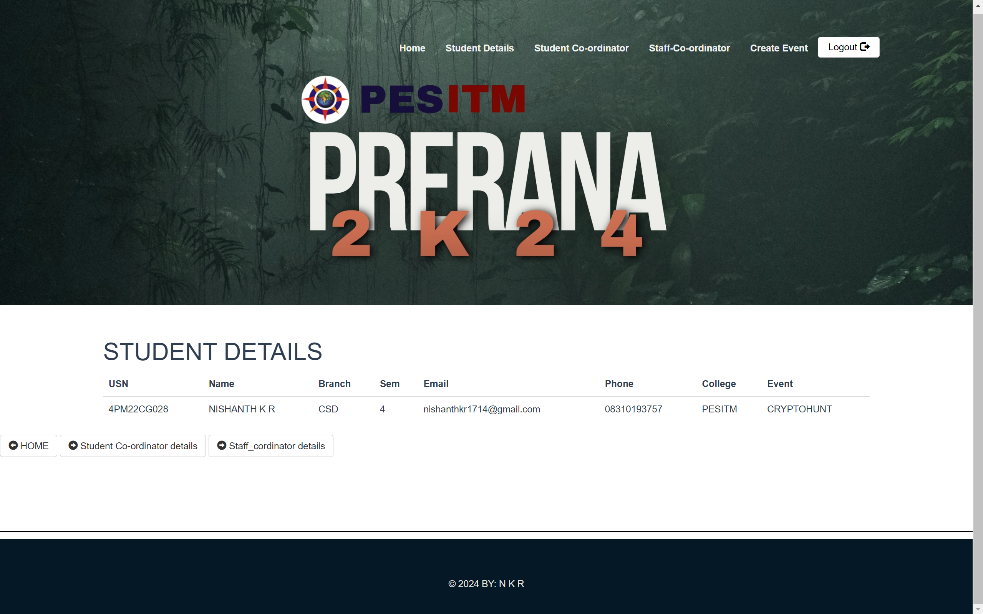 Home Student Details Student Co-ordinator Staff-Co-ordinator Create Event Logout
PESITM
PRERANA
2K24
STUDENT DETAILS
USN Name Branch Sem Email Phone College Event
4PM22CG028 NISHANTH K R CSD 4 nishanthkr1714@gmail.com 08310193757 PESITM CRYPTOHUNT
HOME Student Co-ordinator details Staff_cordinator details
© 2024 BY: N K R